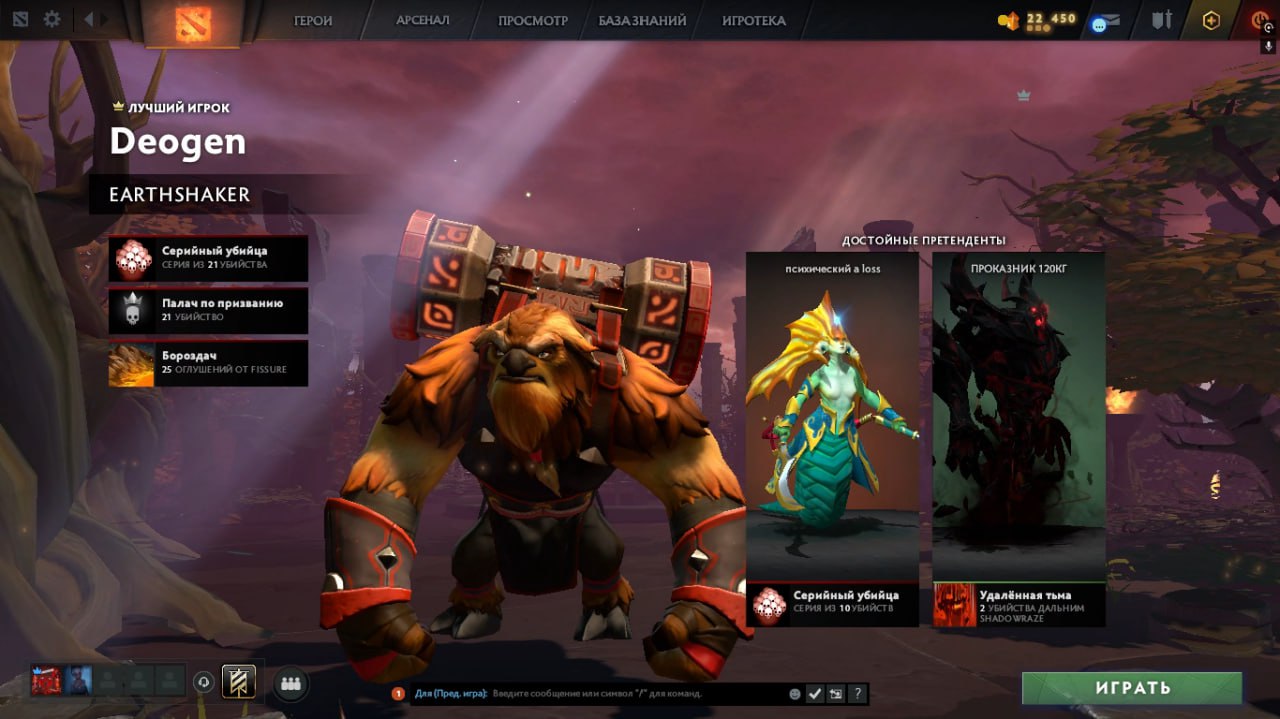 ГЕРОИ
АРСЕНАЛ
ПРОСМОТР
БАЗА ЗНАНИЙ
ИГРОТЕКА
22 450
ЛУЧШИЙ ИГРОК
Deogen
EARTHSHAKER
Серийный убийца
СЕРИЯ ИЗ 21 УБИЙСТВА
Палач по призванию
21 УБИЙСТВО
Бороздач
25 ОГЛУШЕНИЙ ОТ FISSURE
ДОСТОЙНЫЕ ПРЕТЕНДЕНТЫ
психический a loss
ПРОКАЗНИК 120КГ
Серийный убийца
СЕРИЯ ИЗ 10 УБИЙСТВ
Удалённая тьма
2 УБИЙСТВА ДАЛЬНИМ
SHADOWRAZE
1
Для (Пред. игра): Введите сообщение или символ "/" для команд.
?
ИГРАТЬ